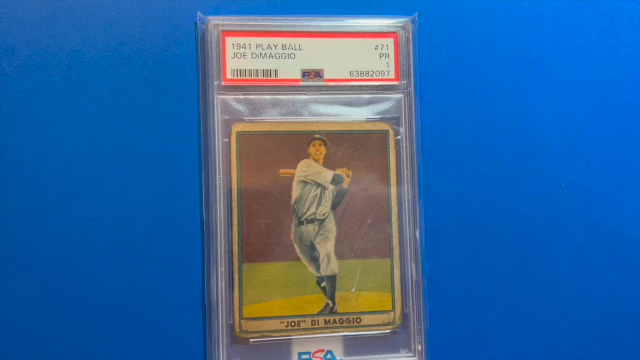 1941 PLAY BALL #71
JOE DiMAGGIO PR
1
PSA 63882097
"JOE" DI MAGGIO
PSA